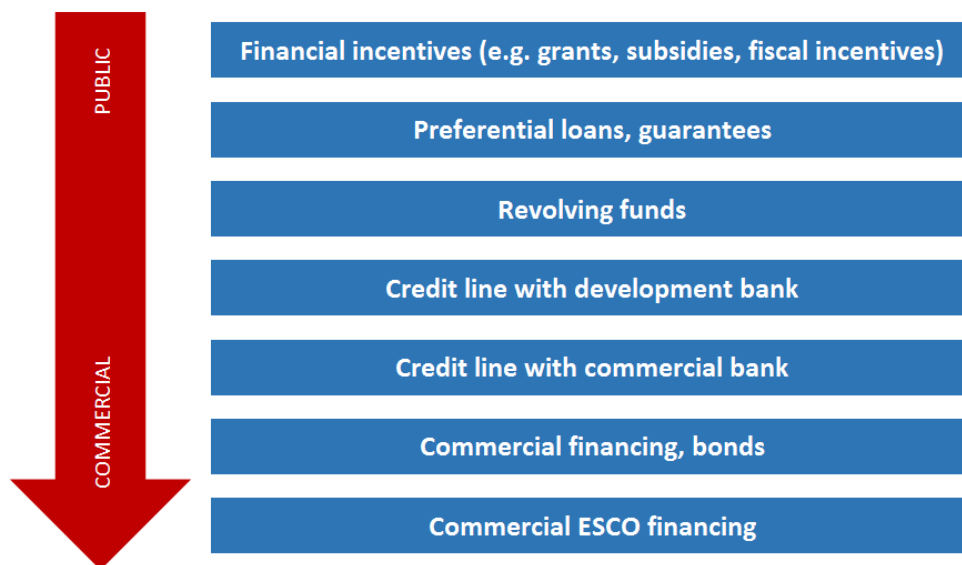 PUBLIC
COMMERCIAL
Financial incentives (e.g. grants, subsidies, fiscal incentives)
Preferential loans, guarantees
Revolving funds
Credit line with development bank
Credit line with commercial bank
Commercial financing, bonds
Commercial ESCO financing